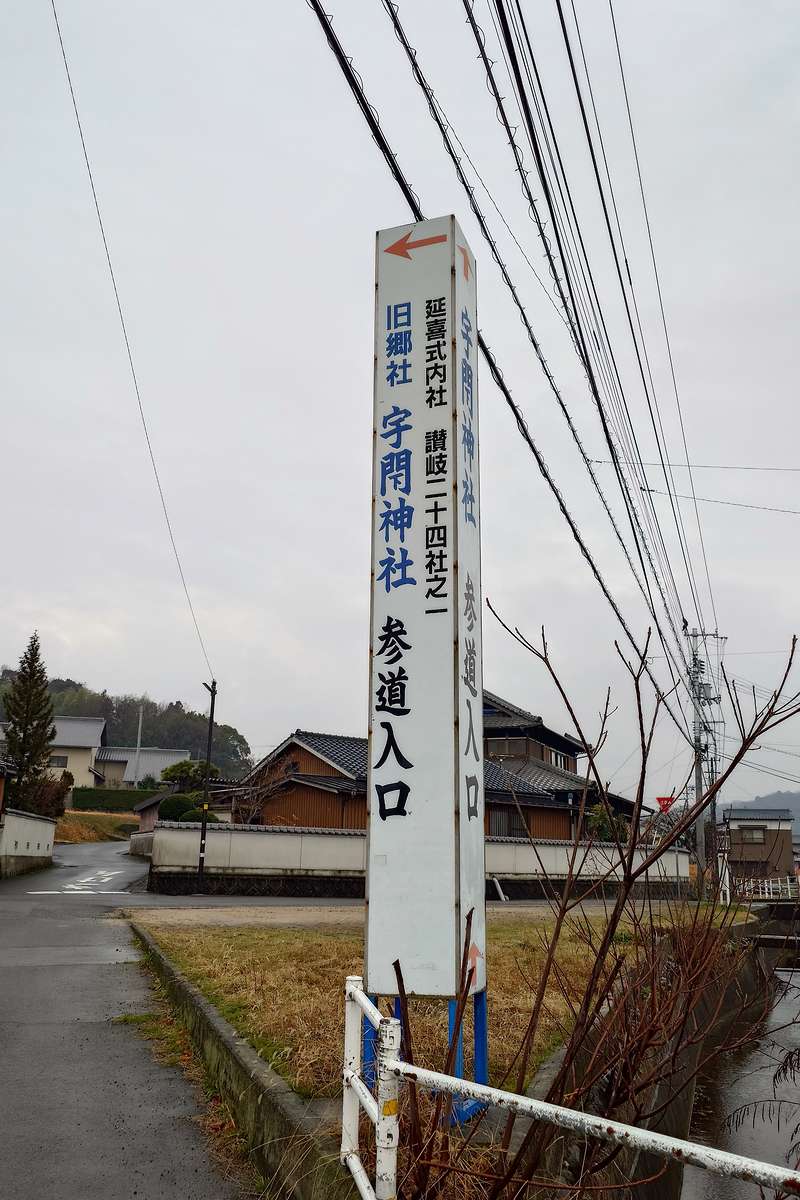 延喜式内社 讚岐二十四社之一
旧郷社 宇閇神社 参道入口
宇閇神社 参道入口